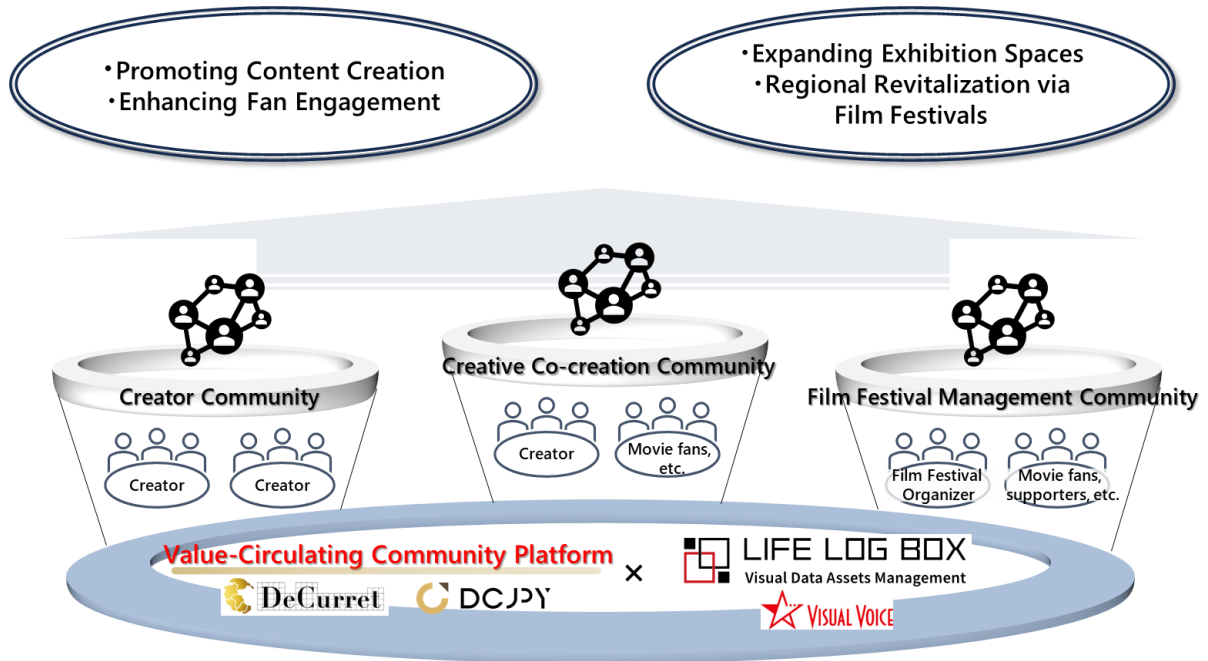 ・Promoting Content Creation
・Enhancing Fan Engagement
・Expanding Exhibition Spaces
・Regional Revitalization via
Film Festivals
Creator Community
Creative Co-creation Community
Film Festival Management Community
Creator
Creator
Creator
Movie fans,
etc.
Film Festival
Organizer
Movie fans,
supporters, etc.
Value-Circulating Community Platform
DeCurret
DCJPY
×
LIFE LOG BOX
Visual Data Assets Management
VISUAL VOICE